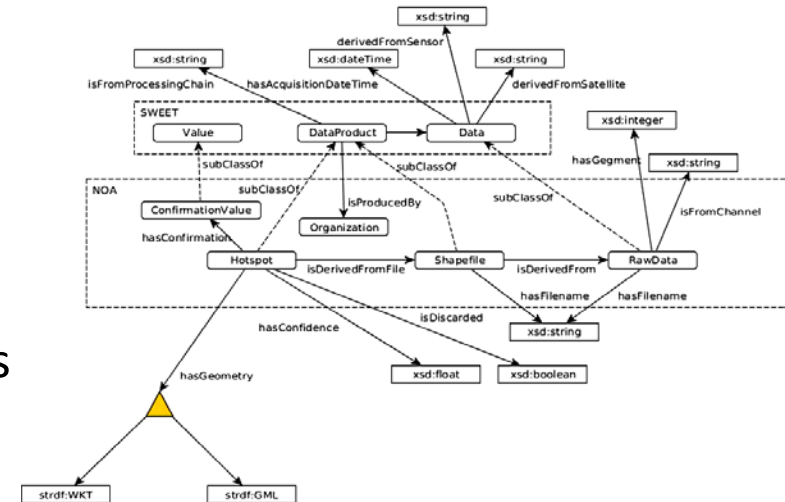 xsd:string
derivedFromSensor
xsd:string
xsd:dateTime
xsd:string
isFromProcessingChain
hasAcquisitionDateTime
derivedFromSatellite
SWEET
Value
DataProduct
Data
xsd:integer
subClassOf
subClassOf
hasGegment
xsd:string
NOA
subClassOf
isProducedBy
subClassOf
ConfirmationValue
isFromChannel
Organization
hasConfirmation
Hotspot
Shapefile
RawData
isDerivedFromFile
isDerivedFrom
hasFilename
hasFilename
hasConfidence
isDiscarded
xsd:string
s
hasGeometry
xsd:float
xsd:boolean
strdf:WKT
strdf:GML